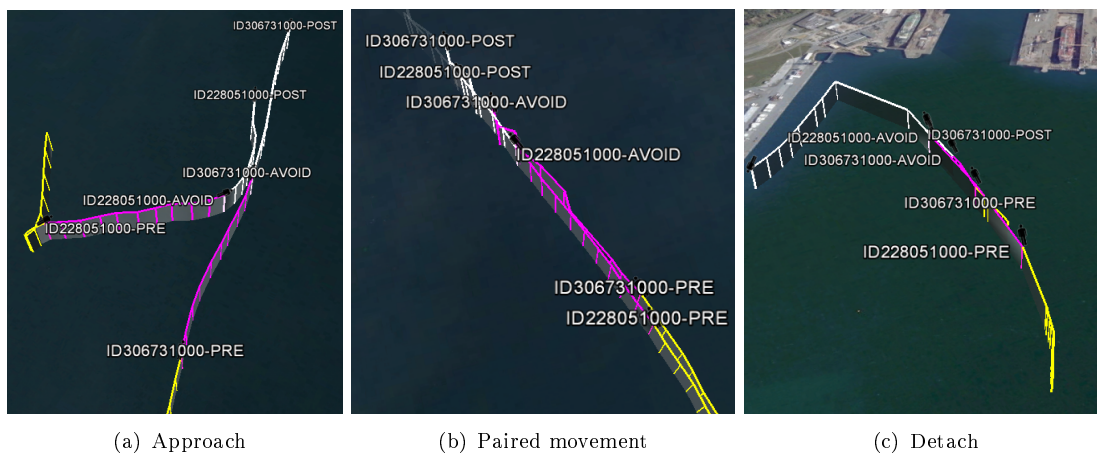 ID306731000-POST
ID228051000-POST
ID306731000-AVOID
ID228051000-AVOID
ID228051000-PRE
ID306731000-PRE
ID306731000-POST
ID228051000-POST
ID306731000-AVOID
ID228051000-AVOID
ID306731000-PRE
ID228051000-PRE
ID228051000-AVOID ID306731000-POST
ID306731000-AVOID
ID306731000-PRE
ID228051000-PRE
(a) Approach
(b) Paired movement
(c) Detach